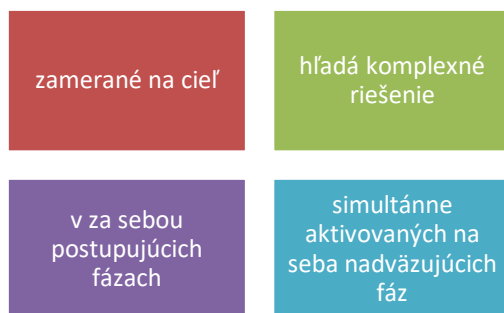 zamerané na cieľ
hľadá komplexné
riešenie
v za sebou
postupujúcich
fázach
simultánne
aktivovaných na
seba nadväzujúcich
fáz